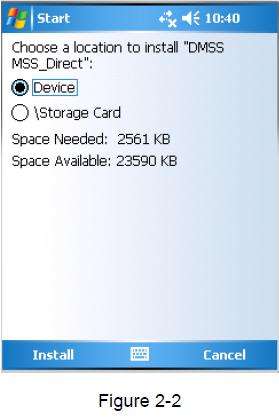 Start 10:40
Choose a location to install "DMSS
MSS_Direct":
Device
\Storage Card
Space Needed: 2561 KB
Space Available: 23590 KB
Install Cancel
Figure 2-2